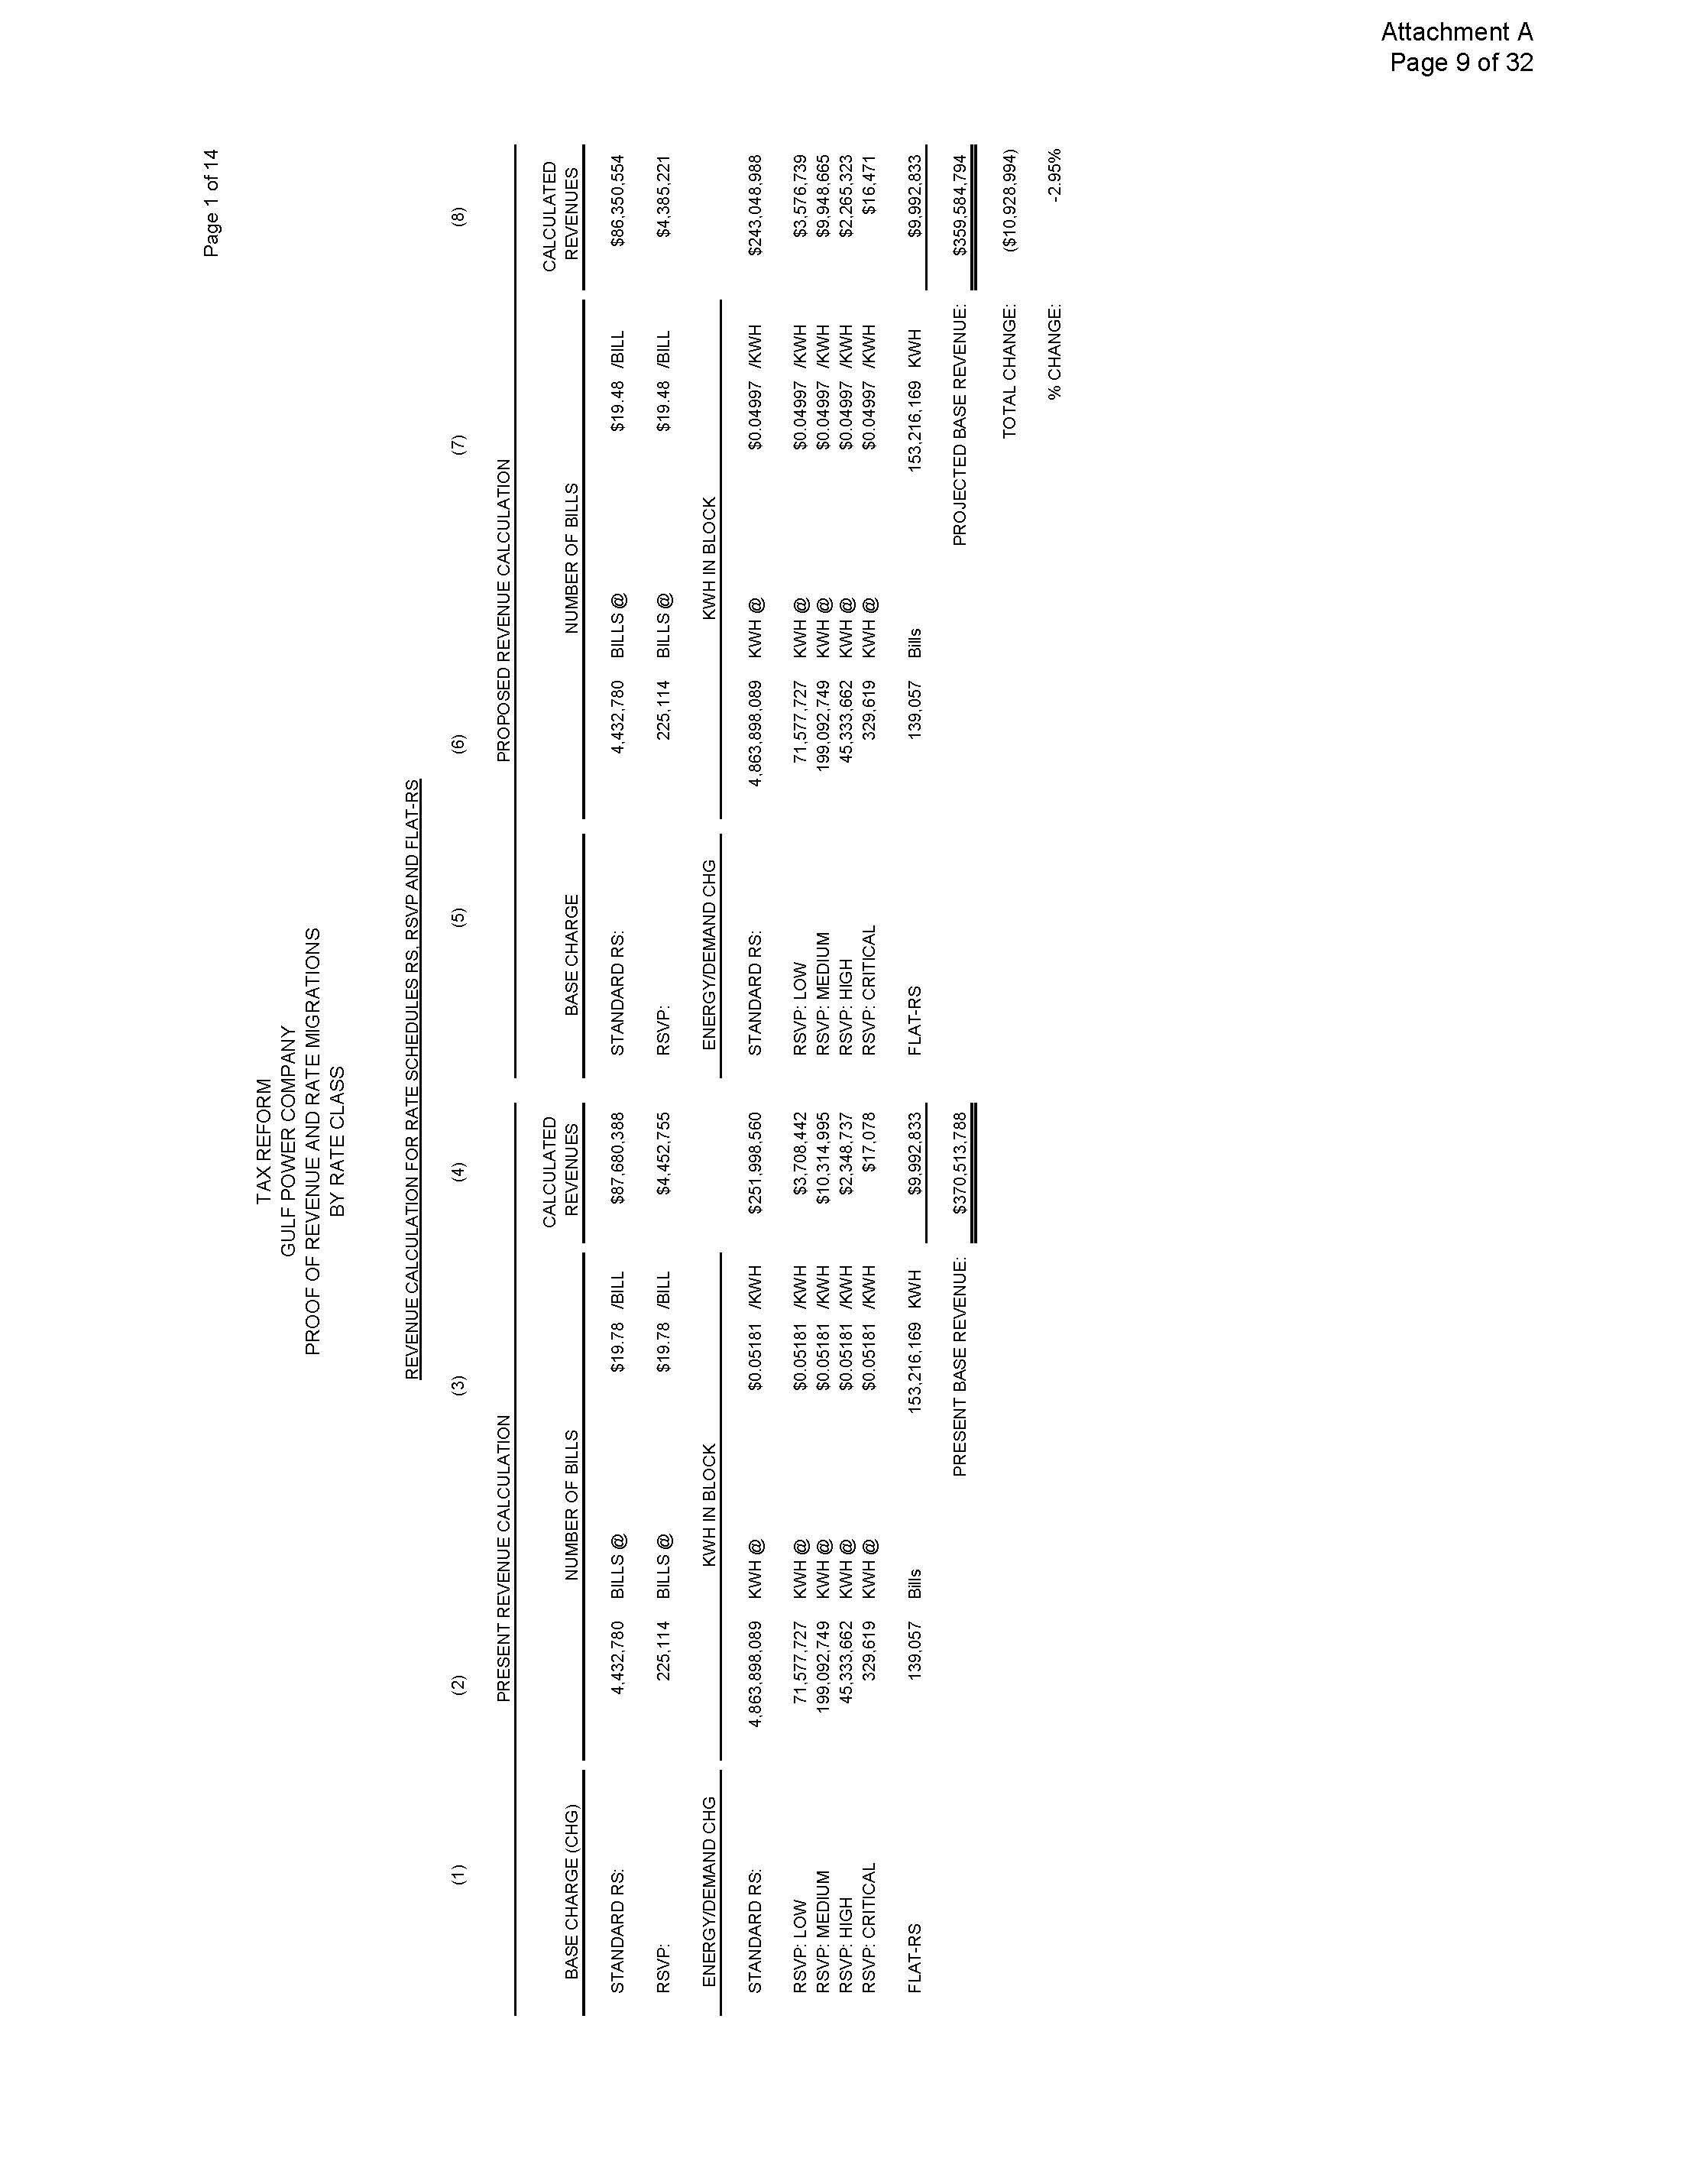 Attachment A
Page 9 of 32
Page 1 of 14
TAX REFORM
GULF POWER COMPANY
PROOF OF REVENUE AND RATE MIGRATIONS
BY RATE CLASS
REVENUE CALCULATION FOR RATE SCHEDULES RS, RSVP AND FLAT-RS
(1) (2) (3) (4) (5) (6) (7) (8)
PRESENT REVENUE CALCULATION PROPOSED REVENUE CALCULATION
CALCULATED CALCULATED
BASE CHARGE (CHG) NUMBER OF BILLS REVENUES BASE CHARGE NUMBER OF BILLS REVENUES
STANDARD RS: 4,432,780 BILLS @ $19.78 /BILL $87,680,388 STANDARD RS: 4,432,780 BILLS @ $19.48 /BILL $86,350,554
RSVP: 225,114 BILLS @ $19.78 /BILL $4,452,755 RSVP: 225,114 BILLS @ $19.48 /BILL $4,385,221
ENERGY/DEMAND CHG KWH IN BLOCK ENERGY/DEMAND CHG KWH IN BLOCK
STANDARD RS: 4,863,898,089 KWH @ $0.05181 /KWH $251,998,560 STANDARD RS: 4,863,898,089 KWH @ $0.04997 /KWH $243,048,988
RSVP: LOW 71,577,727 KWH @ $0.05181 /KWH $3,708,442 RSVP: LOW 71,577,727 KWH @ $0.04997 /KWH $3,576,739
RSVP: MEDIUM 199,092,749 KWH @ $0.05181 /KWH $10,314,995 RSVP: MEDIUM 199,092,749 KWH @ $0.04997 /KWH $9,948,665
RSVP: HIGH 45,333,662 KWH @ $0.05181 /KWH $2,348,737 RSVP: HIGH 45,333,662 KWH @ $0.04997 /KWH $2,265,323
RSVP: CRITICAL 329,619 KWH @ $0.05181 /KWH $17,078 RSVP: CRITICAL 329,619 KWH @ $0.04997 /KWH $16,471
FLAT-RS 139,057 Bills 153,216,169 KWH $9,992,833 FLAT-RS 139,057 Bills 153,216,169 KWH $9,992,833
PRESENT BASE REVENUE: $370,513,788 PROJECTED BASE REVENUE: $359,584,794
TOTAL CHANGE: ($10,928,994)
% CHANGE: -2.95%